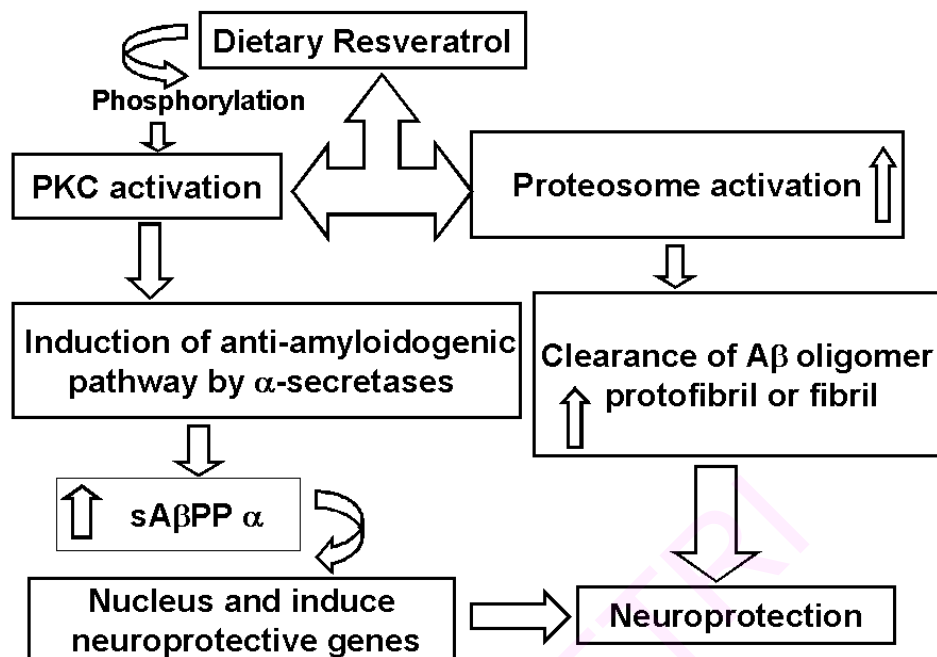 Dietary Resveratrol
Phosphorylation
PKC activation
Proteosome activation
Induction of anti-amyloidogenic
pathway by α-secretases
Clearance of Aβ oligomer
protofibril or fibril
sAβPP α
Nucleus and induce
neuroprotective genes
Neuroprotection